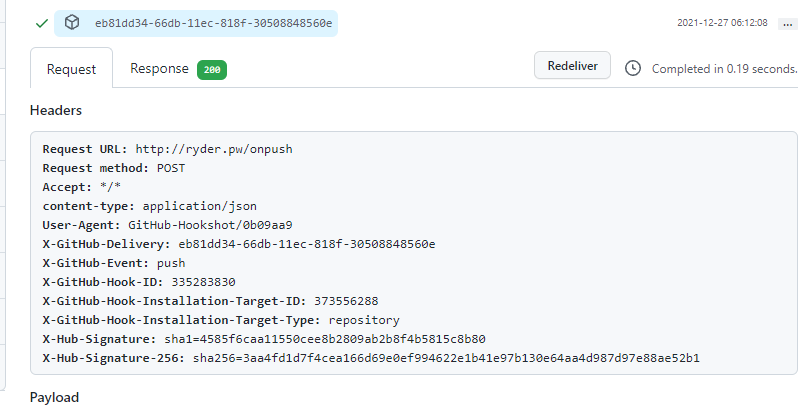 eb81dd34-66db-11ec-818f-30508848560e 2021-12-27 06:12:08 ...
Request Response 200 Redeliver Completed in 0.19 seconds.
Headers
Request URL: http://ryder.pw/onpush
Request method: POST
Accept: */*
content-type: application/json
User-Agent: GitHub-Hookshot/0b09aa9
X-GitHub-Delivery: eb81dd34-66db-11ec-818f-30508848560e
X-GitHub-Event: push
X-GitHub-Hook-ID: 335283830
X-GitHub-Hook-Installation-Target-ID: 373556288
X-GitHub-Hook-Installation-Target-Type: repository
X-Hub-Signature: sha1=4585f6caa11550cee8b2809ab2b8f4b5815c8b80
X-Hub-Signature-256: sha256=3aa4fd1d7f4cea166d69e0ef994622e1b41e97b130e64aa4d987d97e88ae52b1
Payload